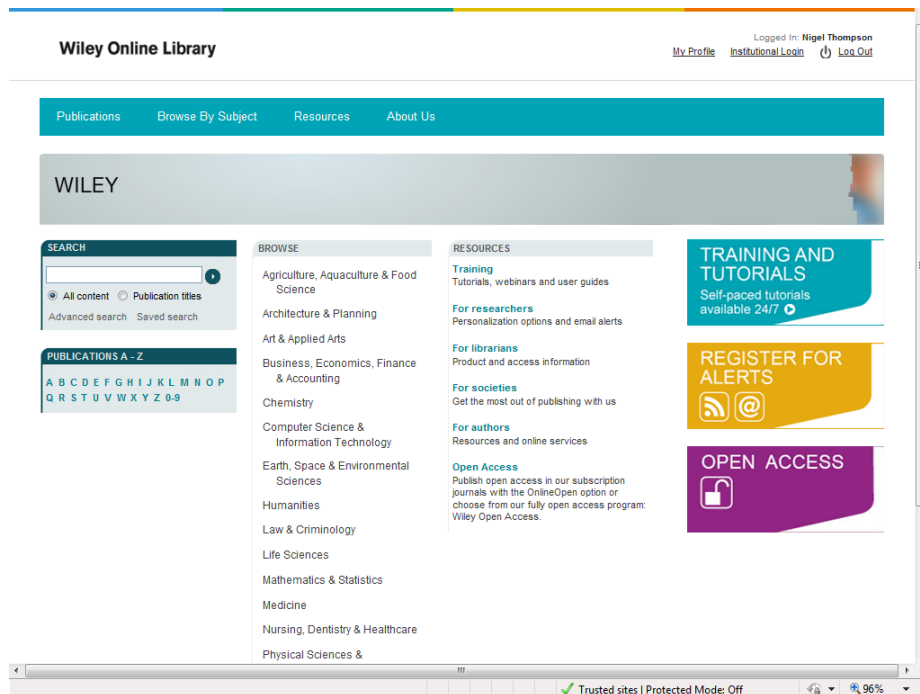 Wiley Online Library
Logged In: Nigel Thompson
My Profile Institutional Login Log Out
Publications Browse By Subject Resources About Us
WILEY
SEARCH
All content Publication titles
Advanced search Saved search
PUBLICATIONS A - Z
A B C D E F G H I J K L M N O P
Q R S T U V W X Y Z 0-9
BROWSE
Agriculture, Aquaculture & Food
Science
Architecture & Planning
Art & Applied Arts
Business, Economics, Finance
& Accounting
Chemistry
Computer Science &
Information Technology
Earth, Space & Environmental
Sciences
Humanities
Law & Criminology
Life Sciences
Mathematics & Statistics
Medicine
Nursing, Dentistry & Healthcare
Physical Sciences &
RESOURCES
Training
Tutorials, webinars and user guides
For researchers
Personalization options and email alerts
For librarians
Product and access information
For societies
Get the most out of publishing with us
For authors
Resources and online services
Open Access
Publish open access in our subscription
journals with the OnlineOpen option or
choose from our fully open access program:
Wiley Open Access.
TRAINING AND
TUTORIALS
Self-paced tutorials
available 24/7
REGISTER FOR
ALERTS
@
OPEN ACCESS
Trusted sites | Protected Mode: Off
96%